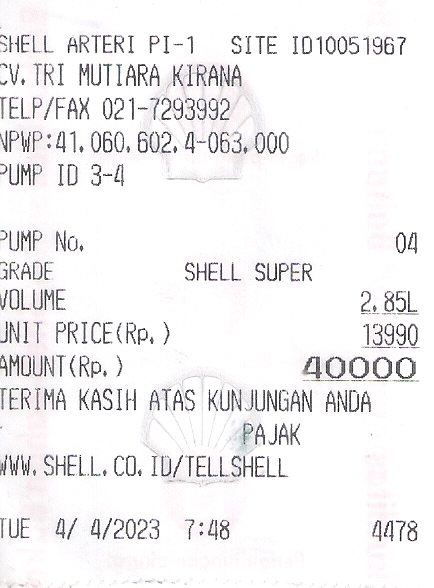 SHELL ARTERI PI-1 SITE ID10051967
CV.TRI MUTIARA KIRANA
TELP/FAX 021-7293992
NPWP:41.060.602.4-063.000
PUMP ID 3-4
PUMP No. 04
GRADE SHELL SUPER
VOLUME 2.85L
UNIT PRICE(Rp.) 13990
AMOUNT(Rp.) 40000
TERIMA KASIH ATAS KUNJUNGAN ANDA
PAJAK
WWW.SHELL.CO.ID/TELLSHELL
TUE 4/ 4/2023 7:48 4478